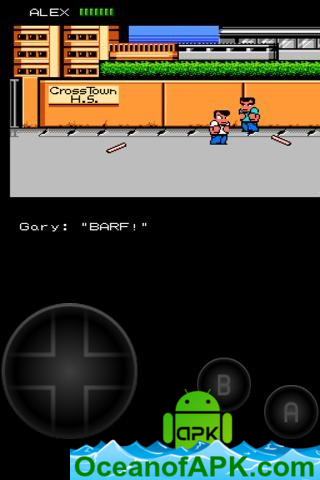 ALEX
CrossTown
H.S.
Gary: "BARF!"
B
A
APK
OceanofAPK.com